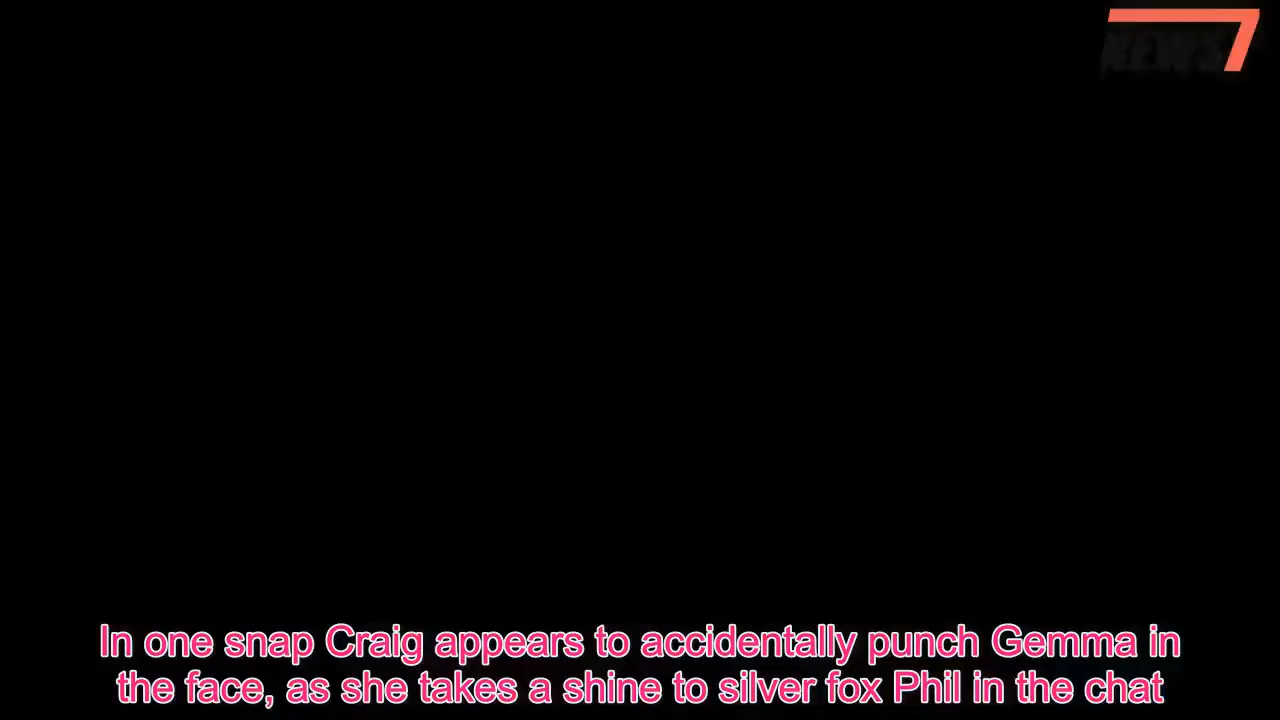 NEWS7
In one snap Craig appears to accidentally punch Gemma in
the face, as she takes a shine to silver fox Phil in the chat